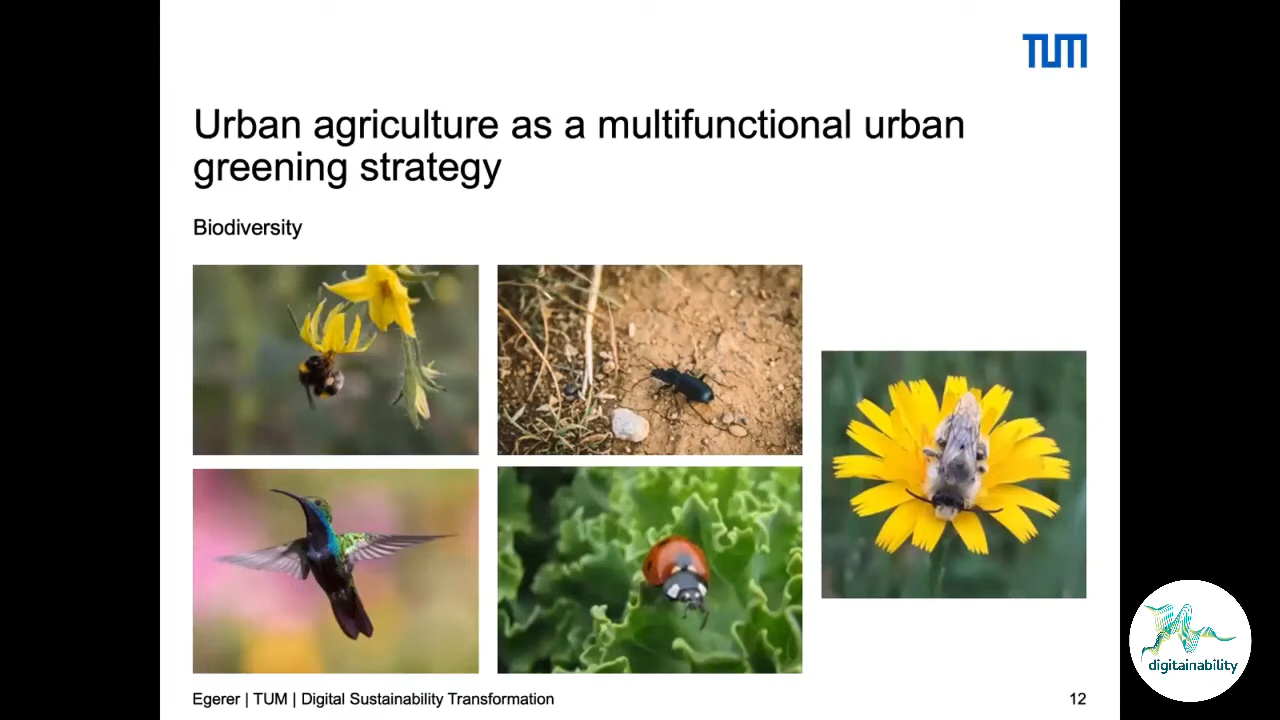 TUM
Urban agriculture as a multifunctional urban
greening strategy
Biodiversity
Egerer | TUM | Digital Sustainability Transformation
12
digitainability